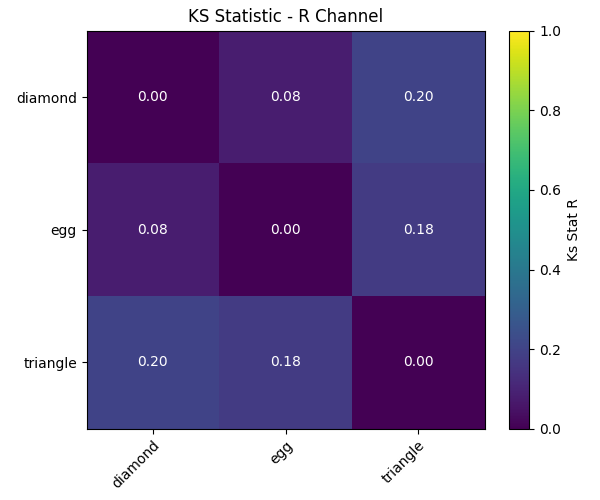 KS Statistic - R Channel
diamond 0.00 0.08 0.20
egg 0.08 0.00 0.18
triangle 0.20 0.18 0.00
diamond egg triangle
1.0
0.8
0.6
0.4
0.2
0.0
Ks Stat R